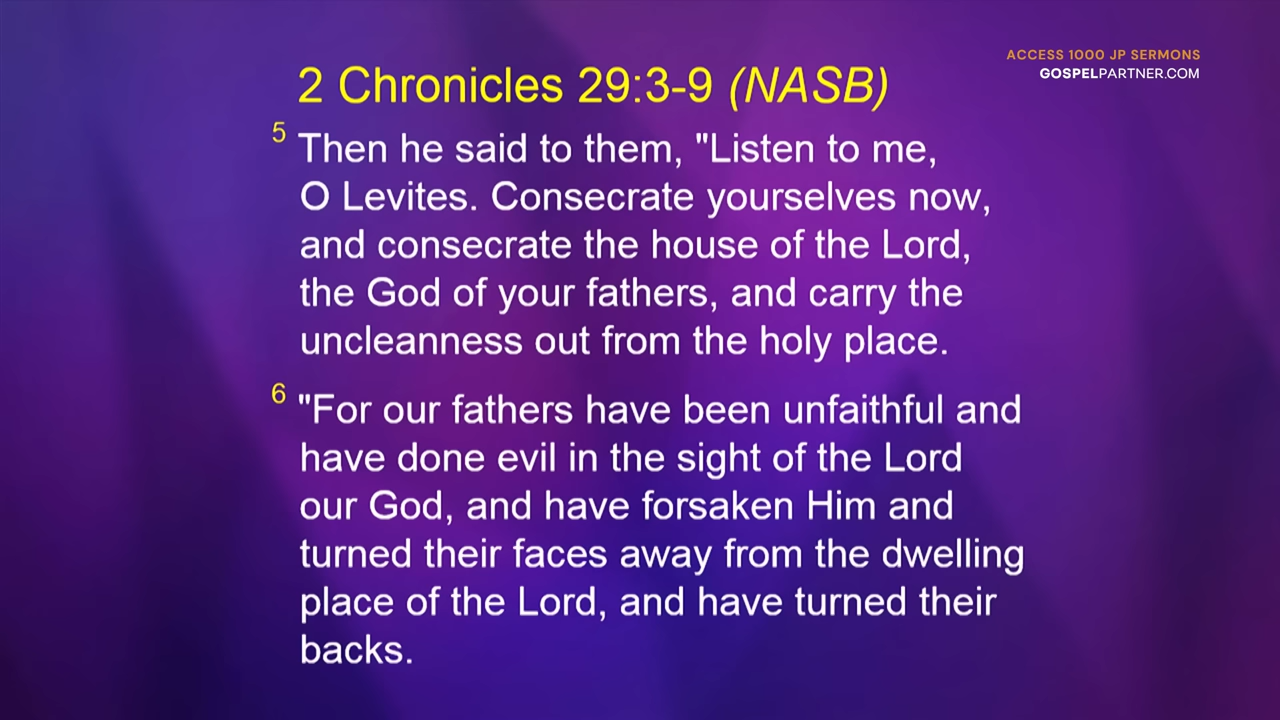 ACCESS 1000 JP SERMONS
GOSPELPARTNER.COM
2 Chronicles 29:3-9 (NASB)
5 Then he said to them, "Listen to me,
O Levites. Consecrate yourselves now,
and consecrate the house of the Lord,
the God of your fathers, and carry the
uncleanness out from the holy place.
6 "For our fathers have been unfaithful and
have done evil in the sight of the Lord
our God, and have forsaken Him and
turned their faces away from the dwelling
place of the Lord, and have turned their
backs.